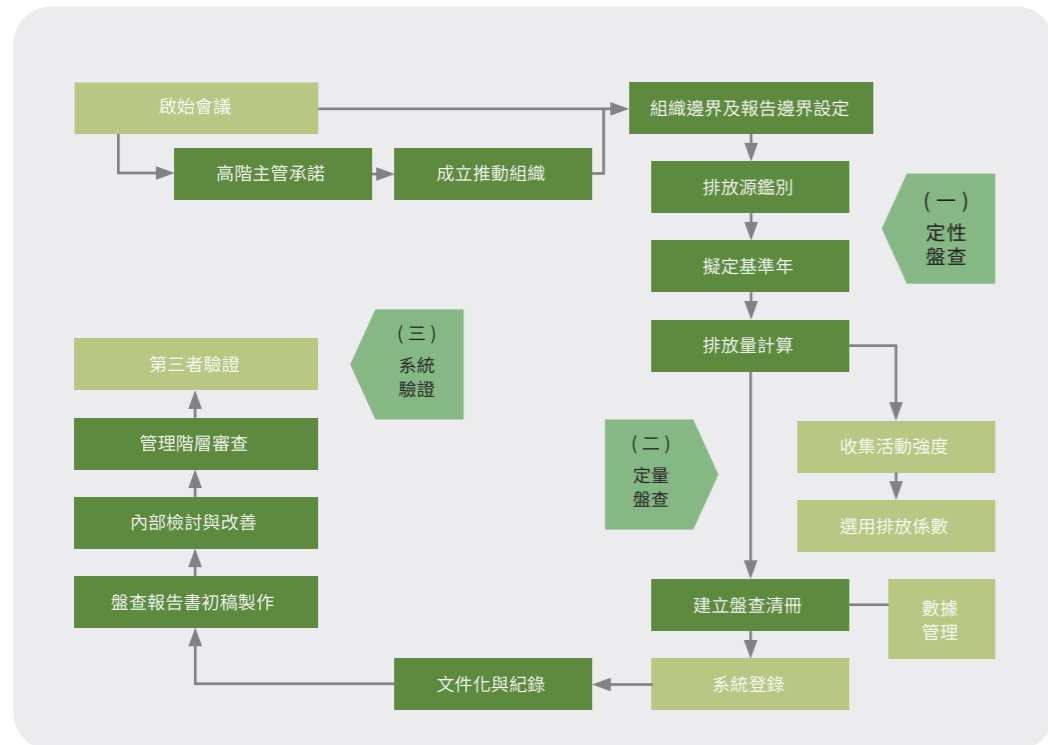 啟始會議
組織邊界及報告邊界設定
高階主管承諾
成立推動組織
排放源鑑別
(一)
定性
盤查
擬定基準年
排放量計算
(三)
系統
驗證
第三者驗證
管理階層審查
(二)
定量
盤查
收集活動強度
內部檢討與改善
選用排放係數
盤查報告書初稿製作
建立盤查清冊
數據
管理
文件化與紀錄
系統登錄